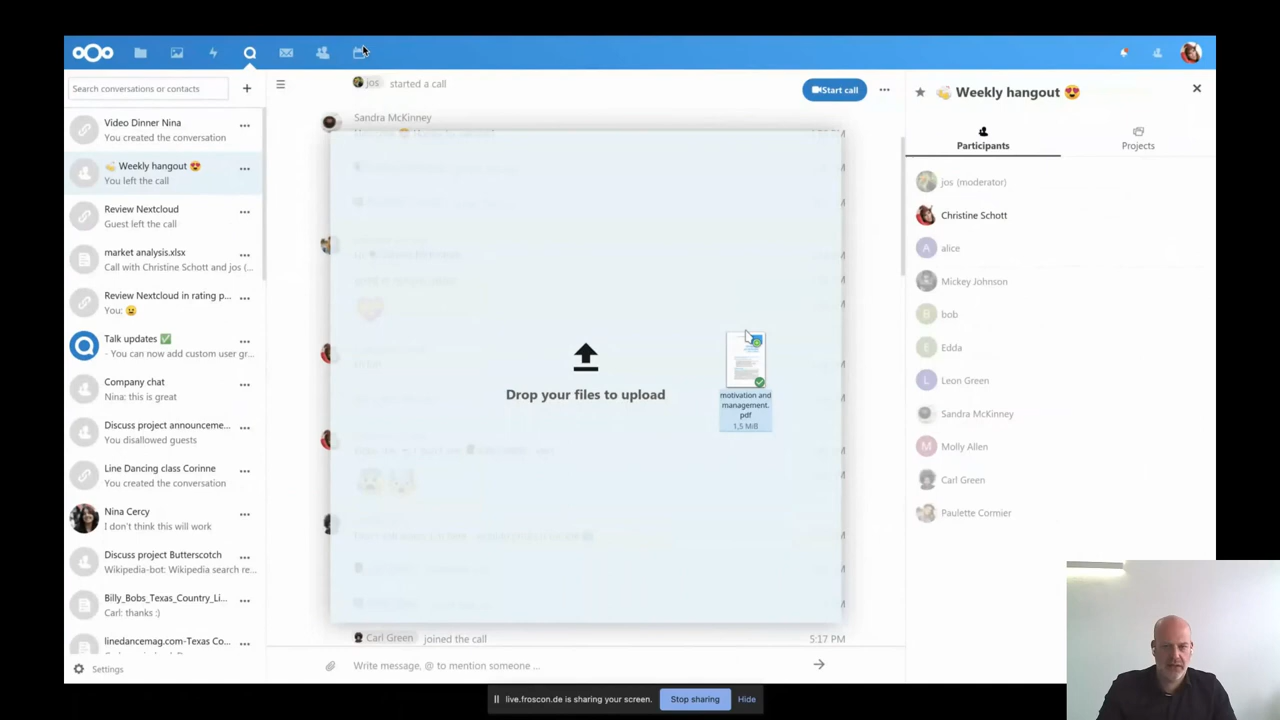 Search conversations or contacts
+
jos started a call
Start call
Weekly hangout
Sandra McKinney
Participants
Projects
Video Dinner Nina
You created the conversation
Weekly hangout
You left the call
Review Nextcloud
Guest left the call
market analysis.xlsx
Call with Christine Schott and jos (...
Review Nextcloud in rating p...
You:
Talk updates
- You can now add custom user gr...
Company chat
Nina: this is great
Discuss project announceme...
You disallowed guests
Line Dancing class Corinne
You created the conversation
Nina Cercy
I don't think this will work
Discuss project Butterscotch
Wikipedia-bot: Wikipedia search re...
Billy_Bobs_Texas_Country_Li...
Carl: thanks :)
linedancemag.com-Texas Co...
Settings
Drop your files to upload
motivation and
management.
pdf
1,5 MiB
Carl Green joined the call
5:17 PM
Write message, @ to mention someone ...
jos (moderator)
Christine Schott
A alice
Mickey Johnson
B bob
E Edda
L Leon Green
Sandra McKinney
M Molly Allen
Carl Green
Paulette Cormier
live.froscon.de is sharing your screen.
Stop sharing
Hide